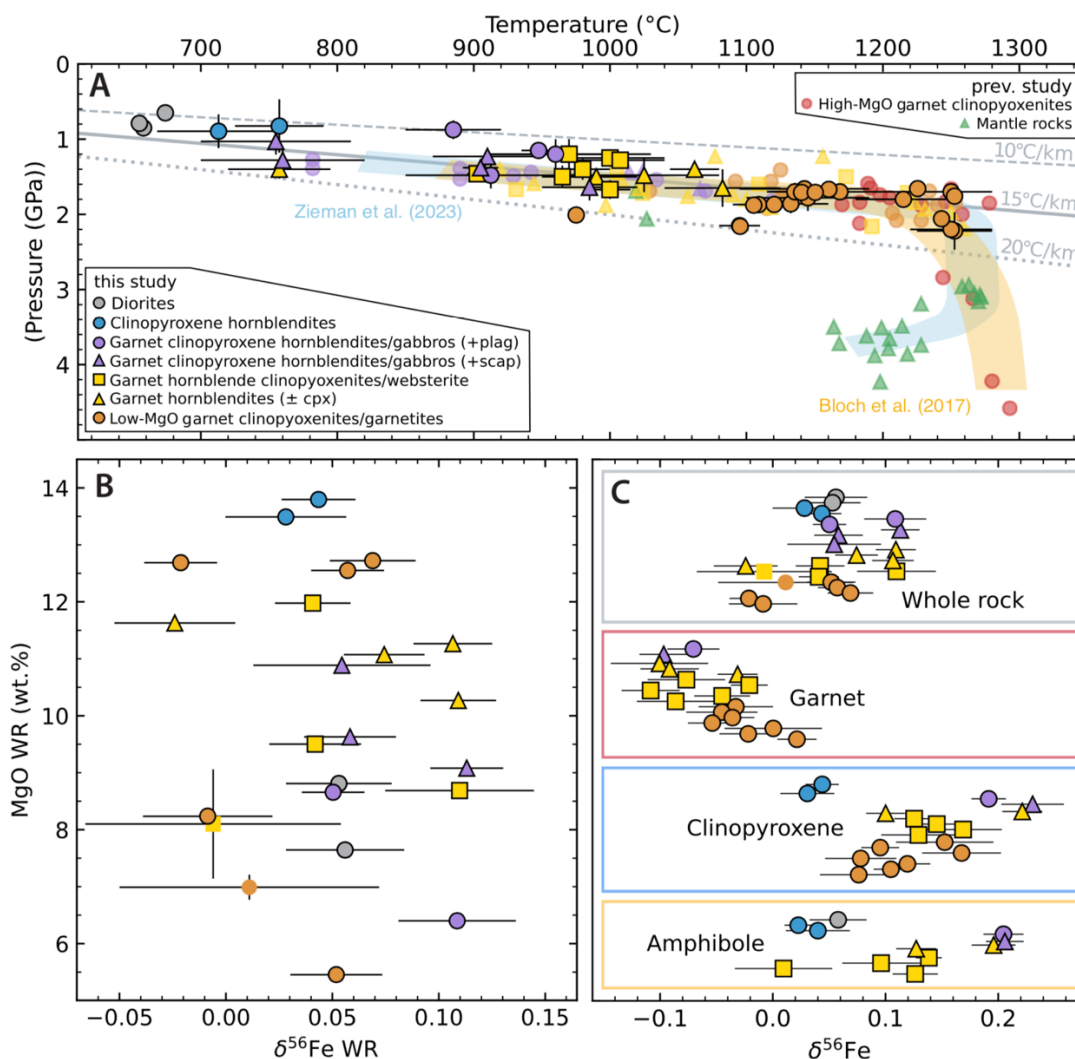 Temperature (°C)
700 800 900 1000 1100 1200 1300
0
1
2
3
4
(Pressure (GPa))
A
prev. study
High-MgO garnet clinopyoxenites
Mantle rocks
10°C/km
15°C/km
20°C/km
Zieman et al. (2023)
Bloch et al. (2017)
this study
Diorites
Clinopyroxene hornblendites
Garnet clinopyroxene hornblendites/gabbros (+plag)
Garnet clinopyroxene hornblendites/gabbros (+scap)
Garnet hornblende clinopyoxenites/websterite
Garnet hornblendites (± cpx)
Low-MgO garnet clinopyoxenites/garnetites
B
14
12
10
8
6
MgO WR (wt.%)
−0.05 0.00 0.05 0.10 0.15
δ⁵⁶Fe WR
C
Whole rock
Garnet
Clinopyroxene
Amphibole
−0.1 0.0 0.1 0.2
δ⁵⁶Fe